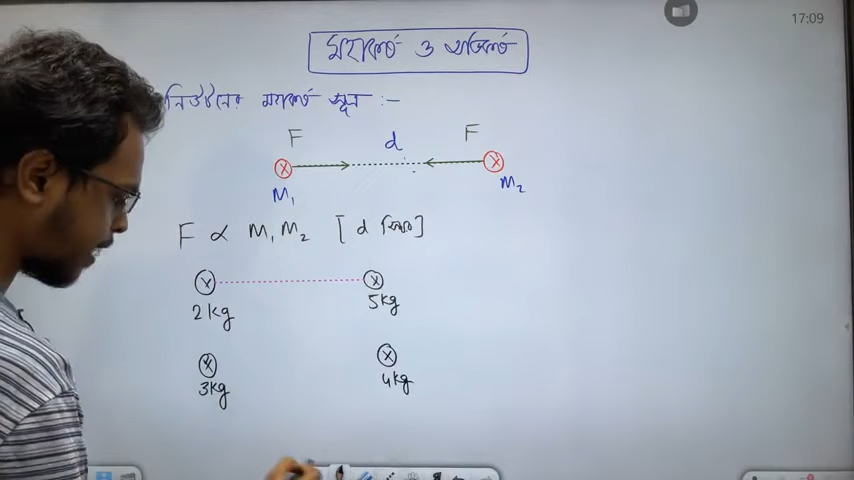 17:09
মহাকর্ষ ও অভিকর্ষ
নিউটনের মহাকর্ষ সূত্র :-
F d F
M₁ M₂
F ∝ M₁M₂ [d স্থির]
2kg 5kg
3kg 4kg